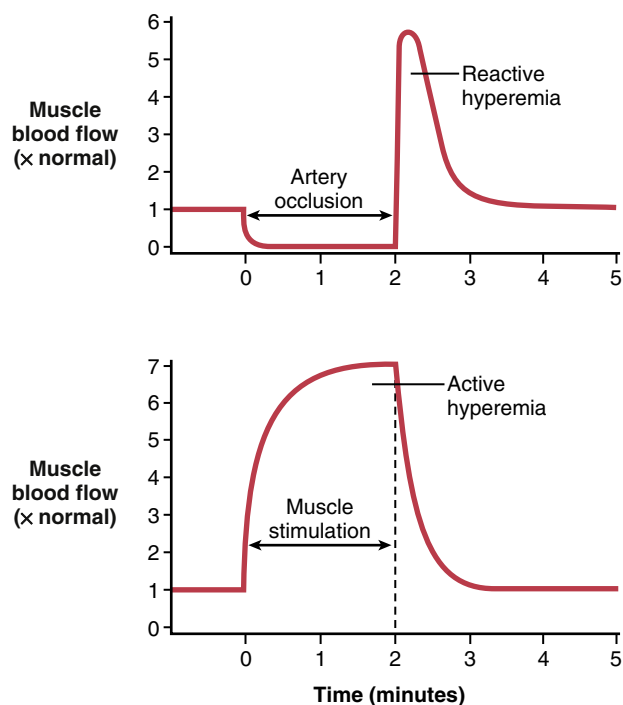 6
5
4
3
2
1
0
Muscle
blood flow
(× normal)
Reactive
hyperemia
Artery
occlusion
0 1 2 3 4 5
7
6
5
4
3
2
1
0
Muscle
blood flow
(× normal)
Active
hyperemia
Muscle
stimulation
0 1 2 3 4 5
Time (minutes)